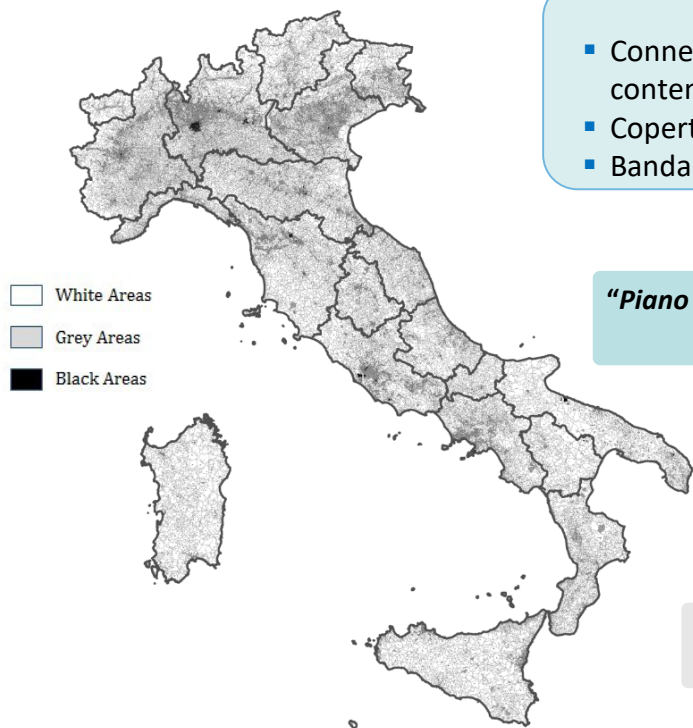 Conne
conten
Copert
Banda
"Piano
White Areas
Grey Areas
Black Areas